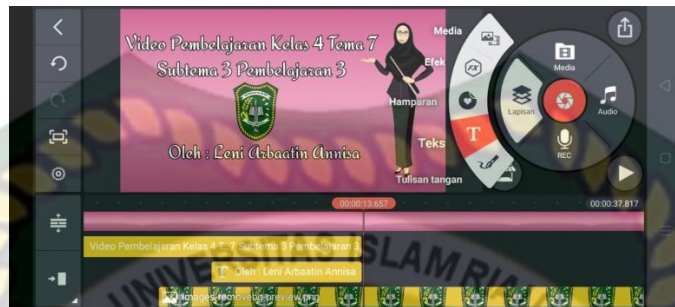 Video Pembelajaran Kelas 4 Tema 7
Subtema 3 Pembelajaran 3
Oleh : Leni Arbaatin Annisa
Media
Efek
Hamparan
Teks
Tulisan tangan
FX
T
Media
Lapisan
Audio
REC
00:00:13.657
00:00:37.817
Video Pembelajaran Kelas 4 T 7 Subtema 3 Pembelajaran 3
T Oleh : Leni Arbaatin Annisa
images-removebg-preview.png
UNIVERSITAS ISLAM RIAU